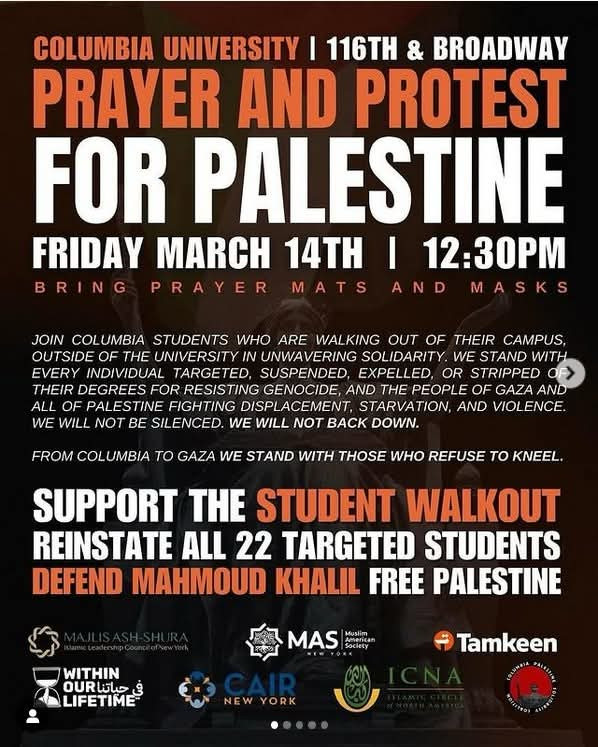 COLUMBIA UNIVERSITY | 116TH & BROADWAY
PRAYER AND PROTEST
FOR PALESTINE
FRIDAY MARCH 14TH | 12:30PM
BRING PRAYER MATS AND MASKS
JOIN COLUMBIA STUDENTS WHO ARE WALKING OUT OF THEIR CAMPUS,
OUTSIDE OF THE UNIVERSITY IN UNWAVERING SOLIDARITY. WE STAND WITH
EVERY INDIVIDUAL TARGETED, SUSPENDED, EXPELLED, OR STRIPPED OF
THEIR DEGREES FOR RESISTING GENOCIDE, AND THE PEOPLE OF GAZA AND
ALL OF PALESTINE FIGHTING DISPLACEMENT, STARVATION, AND VIOLENCE.
WE WILL NOT BE SILENCED. WE WILL NOT BACK DOWN.
FROM COLUMBIA TO GAZA WE STAND WITH THOSE WHO REFUSE TO KNEEL.
SUPPORT THE STUDENT WALKOUT
REINSTATE ALL 22 TARGETED STUDENTS
DEFEND MAHMOUD KHALIL FREE PALESTINE
MAJLIS ASH-SHURA
Islamic Leadership Council of New York
MAS
Muslim
American
Society
NEW YORK
Tamkeen
WITHIN
OUR
LIFETIME
في حياتنا
CAIR
NEW YORK
ICNA
ISLAMIC CIRCLE
of NORTH AMERICA
COLUMBIA PALESTINE
SOLIDARITY
COALITION